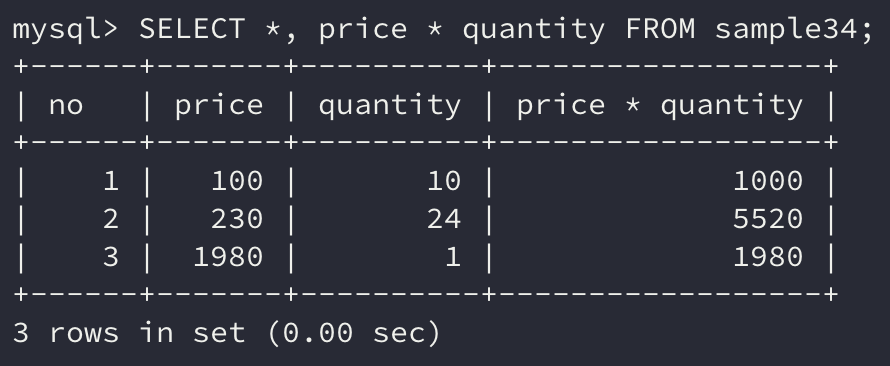 mysql> SELECT *, price * quantity FROM sample34;
+------+-------+----------+------------------+
| no   | price | quantity | price * quantity |
+------+-------+----------+------------------+
|    1 |   100 |       10 |             1000 |
|    2 |   230 |       24 |             5520 |
|    3 |  1980 |        1 |             1980 |
+------+-------+----------+------------------+
3 rows in set (0.00 sec)